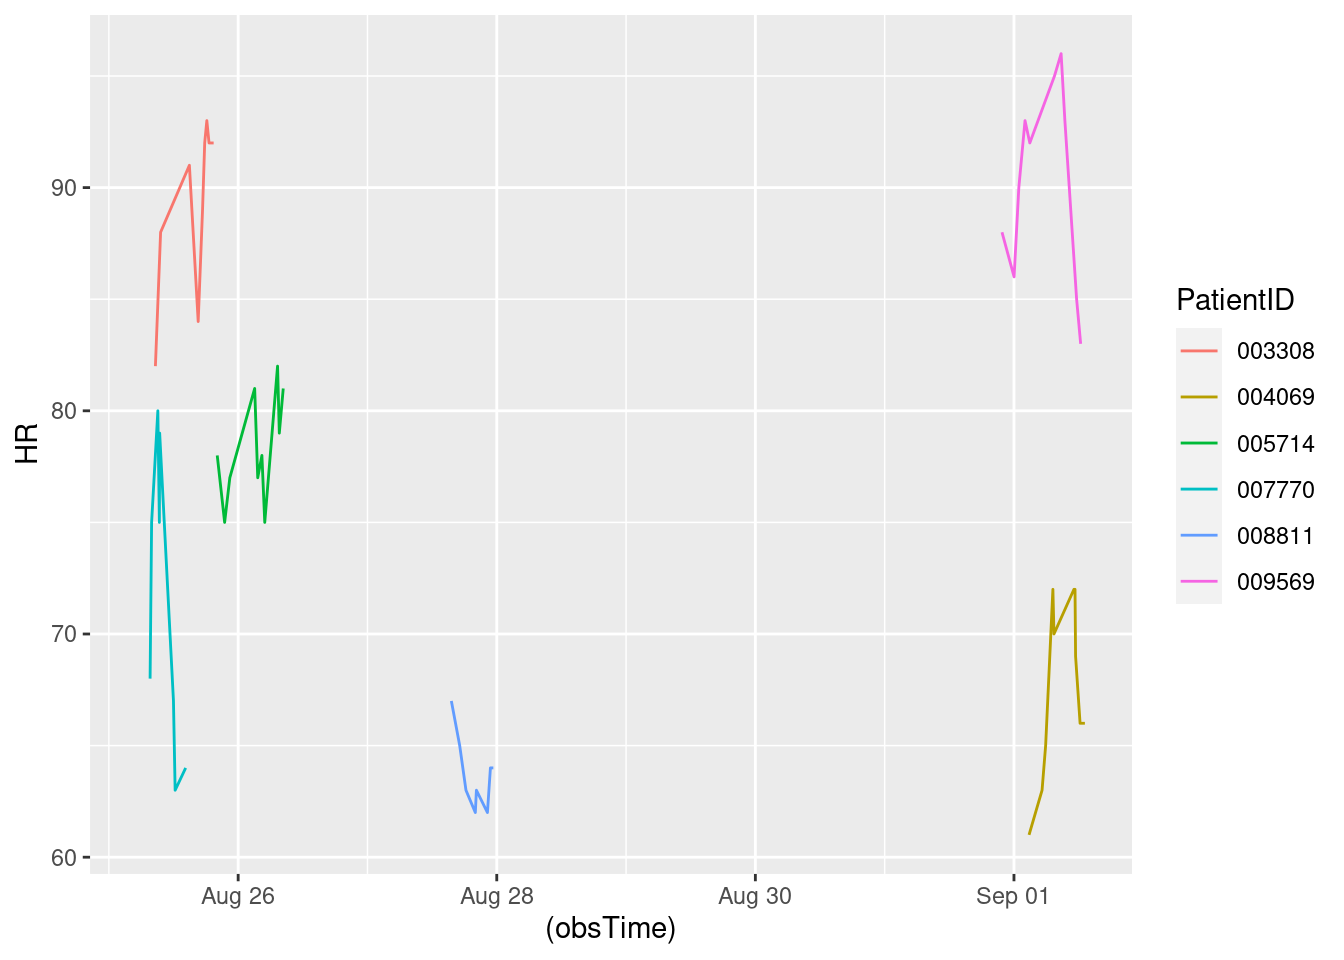 90
80
70
60
HR
Aug 26
Aug 28
Aug 30
Sep 01
(obsTime)
PatientID
003308
004069
005714
007770
008811
009569